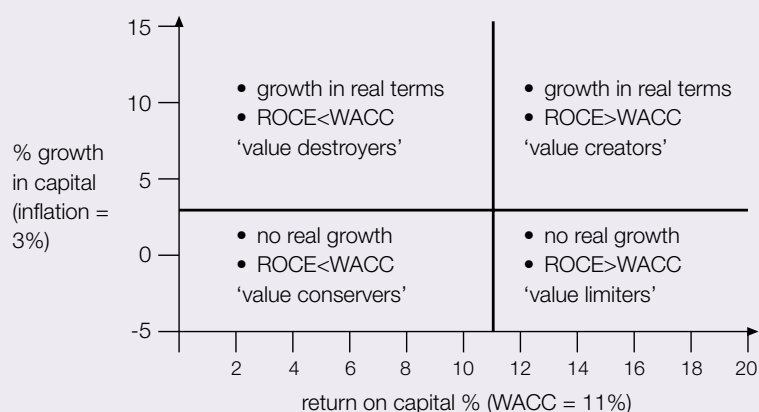 15
10
5
0
-5
% growth
in capital
(inflation =
3%)
• growth in real terms
• ROCE<WACC
‘value destroyers’
• growth in real terms
• ROCE>WACC
‘value creators’
• no real growth
• ROCE<WACC
‘value conservers’
• no real growth
• ROCE>WACC
‘value limiters’
2 4 6 8 10 12 14 16 18 20
return on capital % (WACC = 11%)